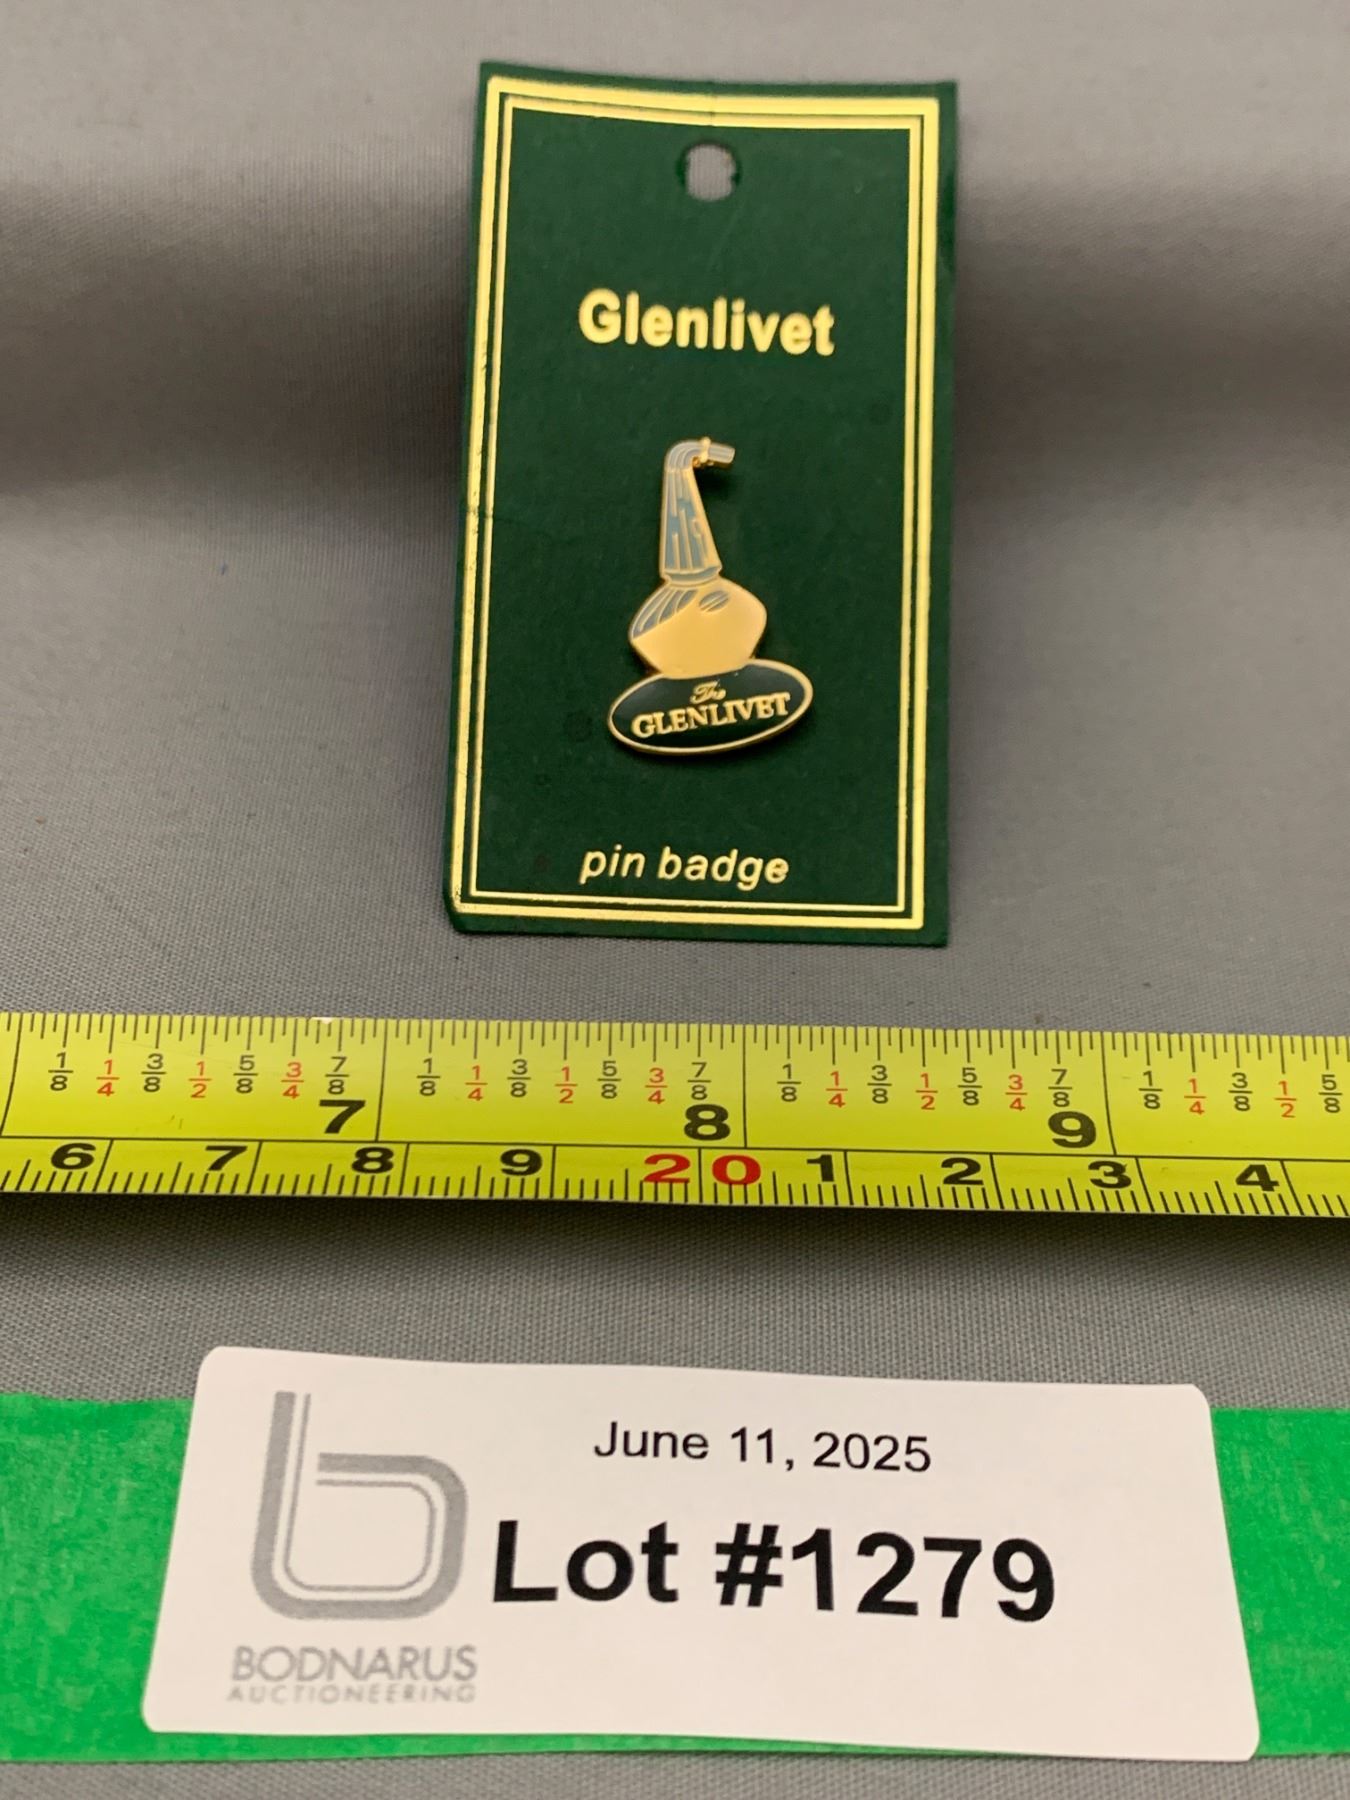 Glenlivet
The
GLENLIVET
pin badge
1/8 1/4 3/8 1/2 5/8 3/4 7/8 1/8 1/4 3/8 1/2 5/8 3/4 7/8 1/8 1/4 3/8 1/2 5/8 3/4 7/8 1/8 1/4 3/8 1/2 5/8
7 8 9
6 7 8 9 20 1 2 3 4
June 11, 2025
Lot #1279
BODNARUS
AUCTIONEERING